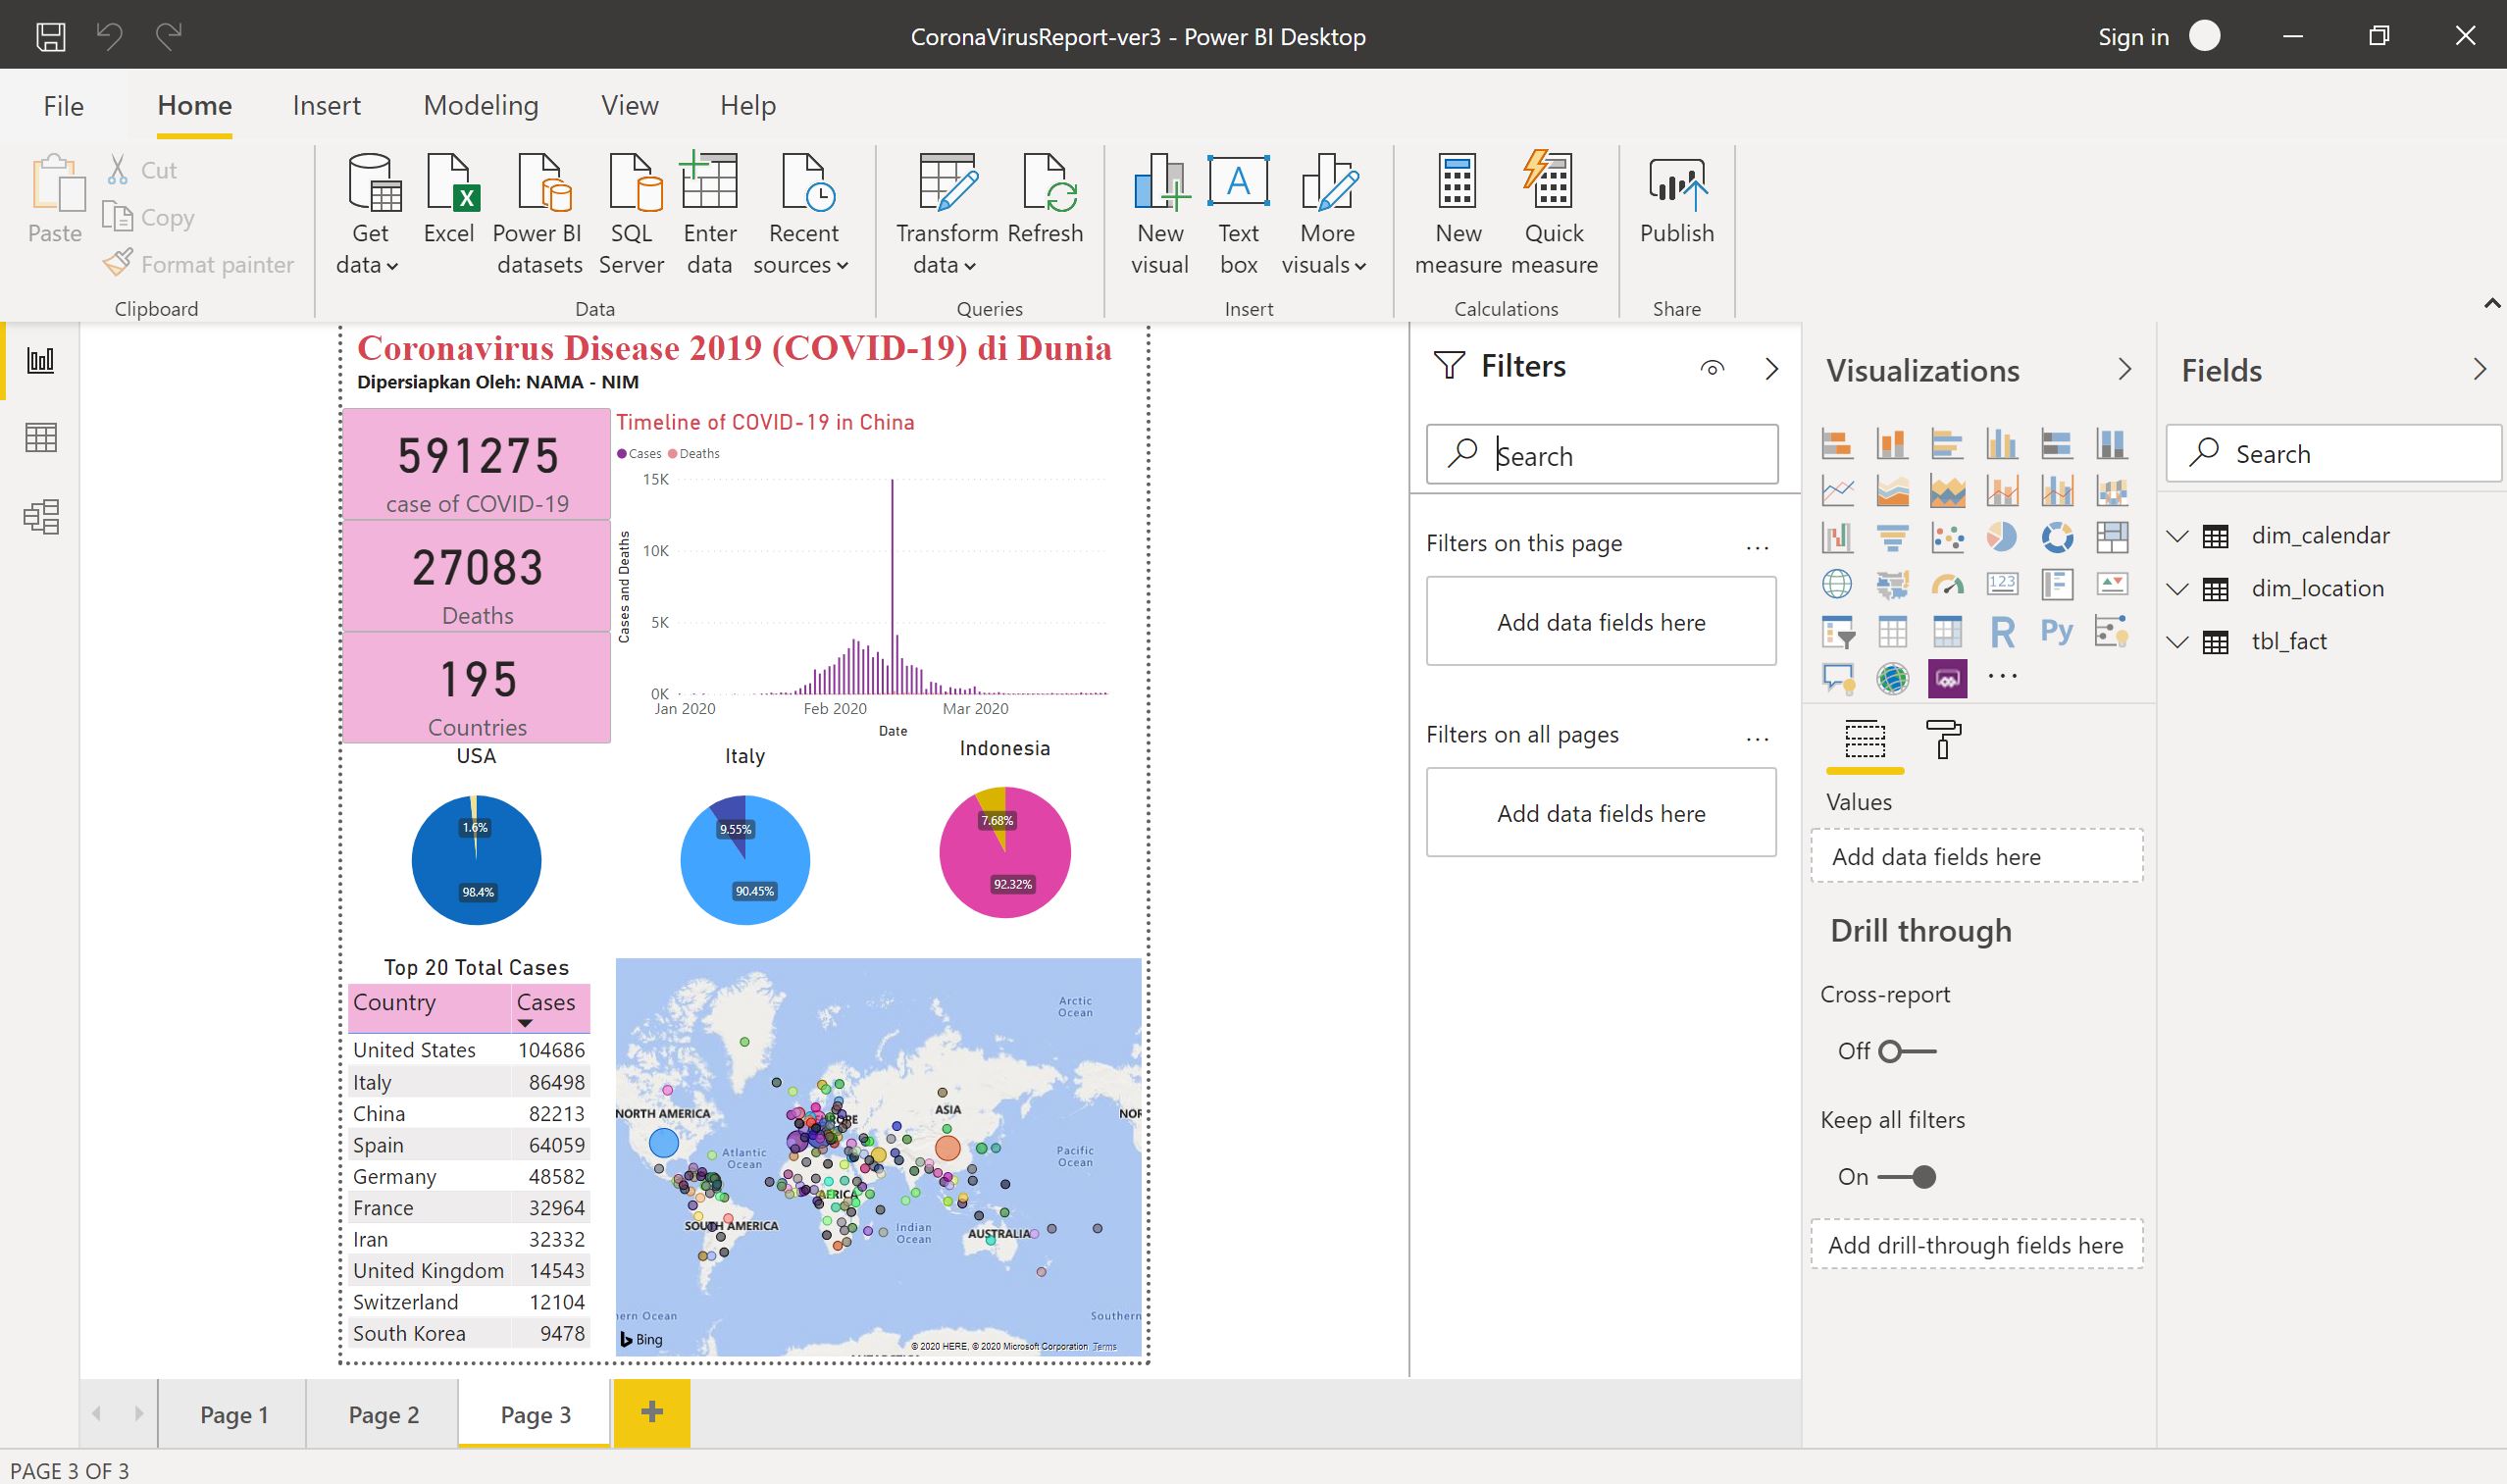 CoronaVirusReport-ver3 - Power BI Desktop
Sign in
File Home Insert Modeling View Help
Paste
Cut
Copy
Format painter
Clipboard
Get data
Excel
Power BI datasets
SQL Server
Enter data
Recent sources
Data
Transform data
Refresh
Queries
New visual
A
Text box
More visuals
Insert
New measure
Quick measure
Calculations
Publish
Share
Coronavirus Disease 2019 (COVID-19) di Dunia
Dipersiapkan Oleh: NAMA - NIM
591275
case of COVID-19
27083
Deaths
195
Countries
Timeline of COVID-19 in China
Cases Deaths
Cases and Deaths
15K
10K
5K
0K
Jan 2020 Feb 2020 Mar 2020
Date
USA
1.6%
98.4%
Italy
9.55%
90.45%
Indonesia
7.68%
92.32%
Top 20 Total Cases
Country Cases
United States 104686
Italy 86498
China 82213
Spain 64059
Germany 48582
France 32964
Iran 32332
United Kingdom 14543
Switzerland 12104
South Korea 9478
Arctic Ocean
NORTH AMERICA
ASIA
NOR
Atlantic Ocean
Pacific Ocean
AFRICA
SOUTH AMERICA
Indian Ocean
AUSTRALIA
hern Ocean
Southern
Bing
© 2020 HERE, © 2020 Microsoft Corporation Terms
Filters
Search
Filters on this page ...
Add data fields here
Filters on all pages ...
Add data fields here
Visualizations
123
R Py
...
Values
Add data fields here
Drill through
Cross-report
Off
Keep all filters
On
Add drill-through fields here
Fields
Search
dim_calendar
dim_location
tbl_fact
Page 1 Page 2 Page 3 +
PAGE 3 OF 3